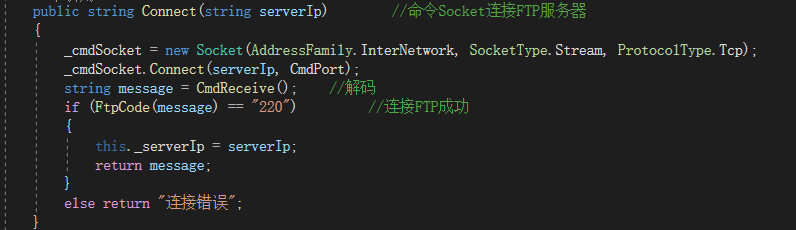 public string Connect(string serverIp)        //命令Socket连接FTP服务器
{
    _cmdSocket = new Socket(AddressFamily.InterNetwork, SocketType.Stream, ProtocolType.Tcp);
    _cmdSocket.Connect(serverIp, CmdPort);
    string message = CmdReceive();    //解码
    if (FtpCode(message) == "220")         //连接FTP成功
    {
        this._serverIp = serverIp;
        return message;
    }
    else return "连接错误";
}